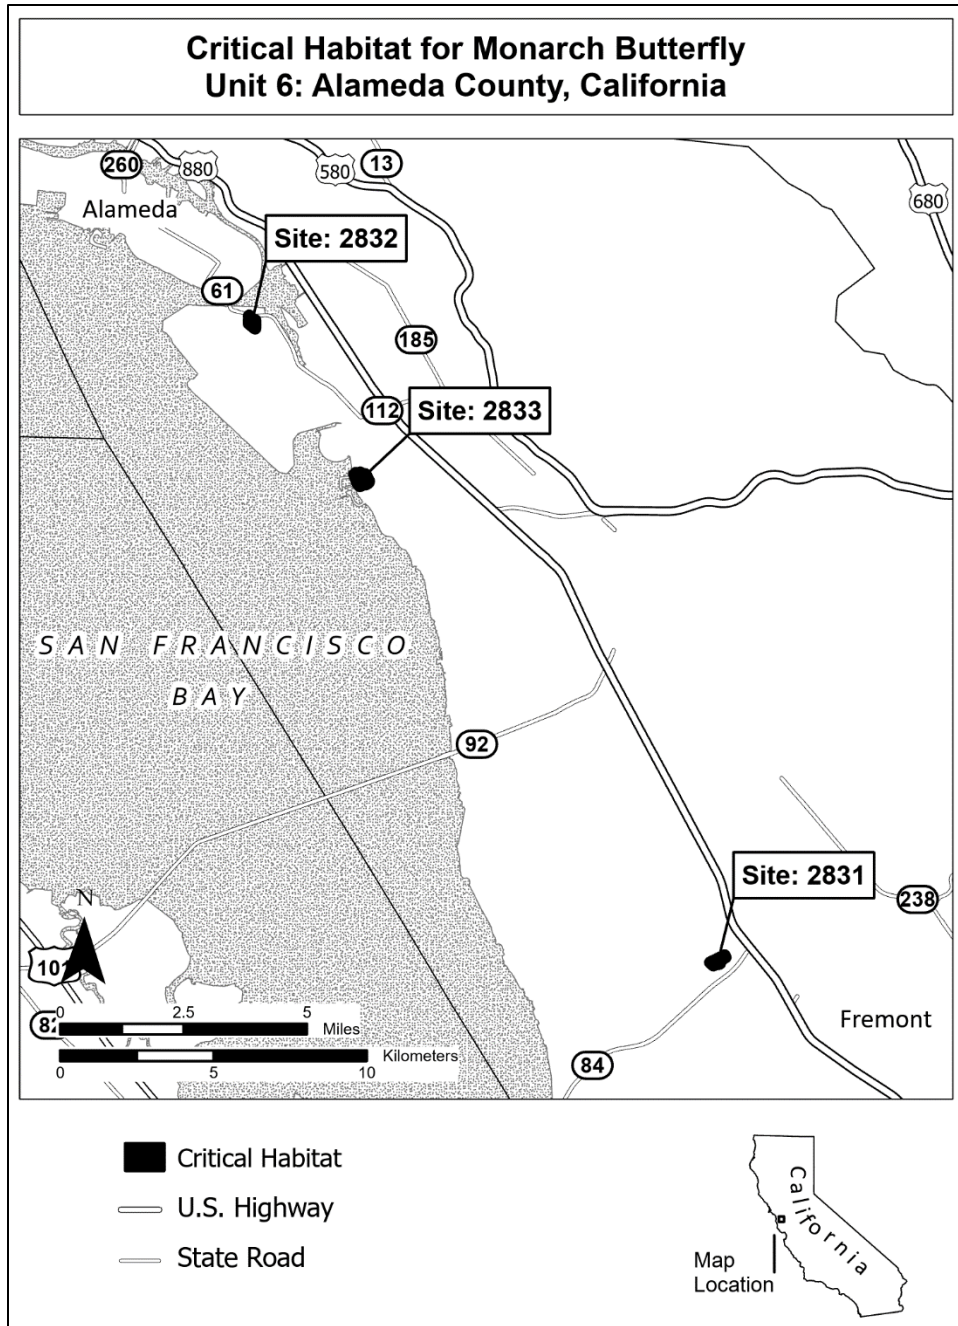 Critical Habitat for Monarch Butterfly
Unit 6: Alameda County, California
260
880
580
13
680
Alameda
Site: 2832
61
185
Site: 2833
112
SAN FRANCISCO
BAY
92
Site: 2831
238
N
101
Fremont
84
0 2.5 5
Miles
Kilometers
0 5 10
Critical Habitat
U.S. Highway
State Road
California
Map
Location